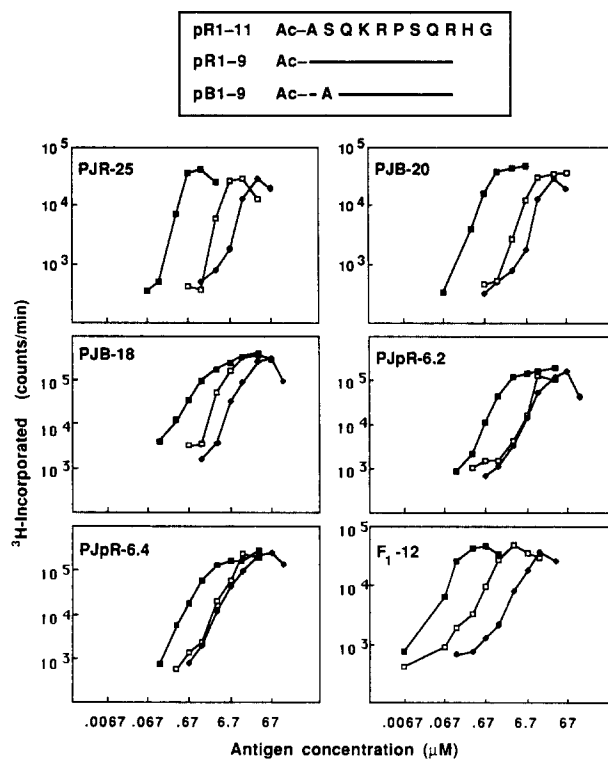 pR1–11 Ac–A S Q K R P S Q R H G
pR1–9 Ac–
pB1–9 Ac-- A
PJR-25
10⁵
10⁴
10³
PJB-20
10⁵
10⁴
10³
PJB-18
10⁵
10⁴
10³
PJpR-6.2
10⁵
10⁴
10³
PJpR-6.4
10⁵
10⁴
10³
F₁-12
10⁵
10⁴
10³
³H-Incorporated (counts/min)
.0067 .067 .67 6.7 67
.0067 .067 .67 6.7 67
Antigen concentration (μM)